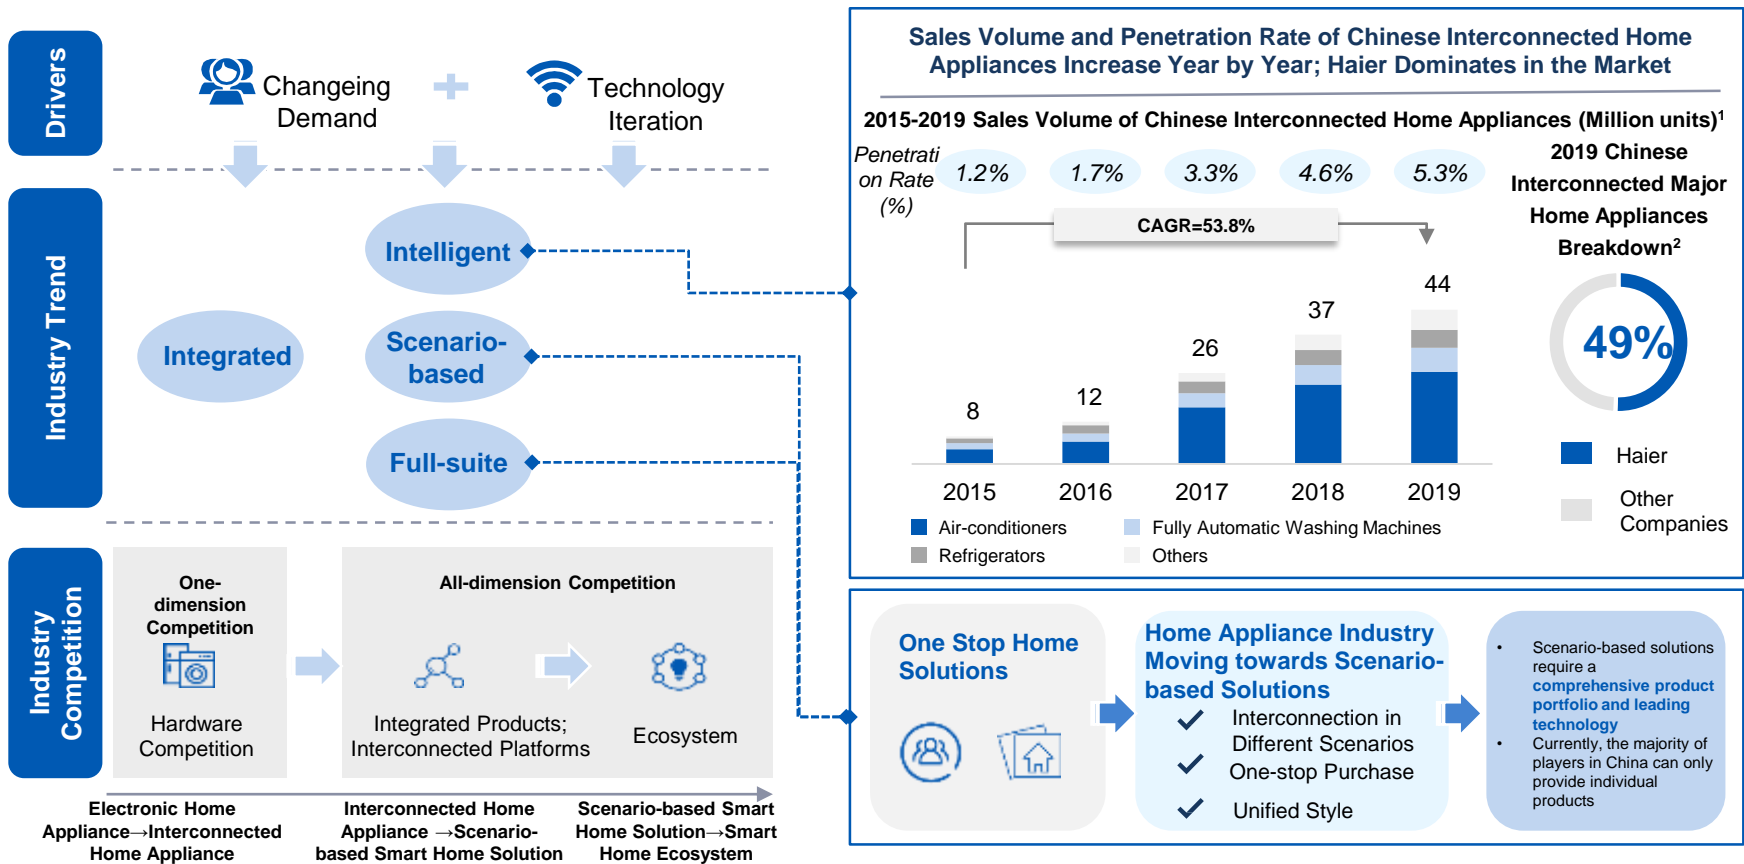 Drivers
Changeing
Demand
Technology
Iteration
Industry Trend
Integrated
Intelligent
Scenario-
based
Full-suite
Industry
Competition
One-
dimension
Competition
Hardware
Competition
All-dimension Competition
Integrated Products;
Interconnected Platforms
Ecosystem
Electronic Home
Appliance→Interconnected
Home Appliance
Interconnected Home
Appliance →Scenario-
based Smart Home Solution
Scenario-based Smart
Home Solution→Smart
Home Ecosystem
Sales Volume and Penetration Rate of Chinese Interconnected Home
Appliances Increase Year by Year; Haier Dominates in the Market
2015-2019 Sales Volume of Chinese Interconnected Home Appliances (Million units)1
Penetrati
on Rate
(%)
1.2%
1.7%
3.3%
4.6%
5.3%
CAGR=53.8%
8
12
26
37
44
2015
2016
2017
2018
2019
Air-conditioners
Fully Automatic Washing Machines
Refrigerators
Others
2019 Chinese
Interconnected Major
Home Appliances
Breakdown2
49%
Haier
Other
Companies
One Stop Home
Solutions
Home Appliance Industry
Moving towards Scenario-
based Solutions
Interconnection in
Different Scenarios
One-stop Purchase
Unified Style
• Scenario-based solutions
require a
comprehensive product
portfolio and leading
technology
• Currently, the majority of
players in China can only
provide individual
products